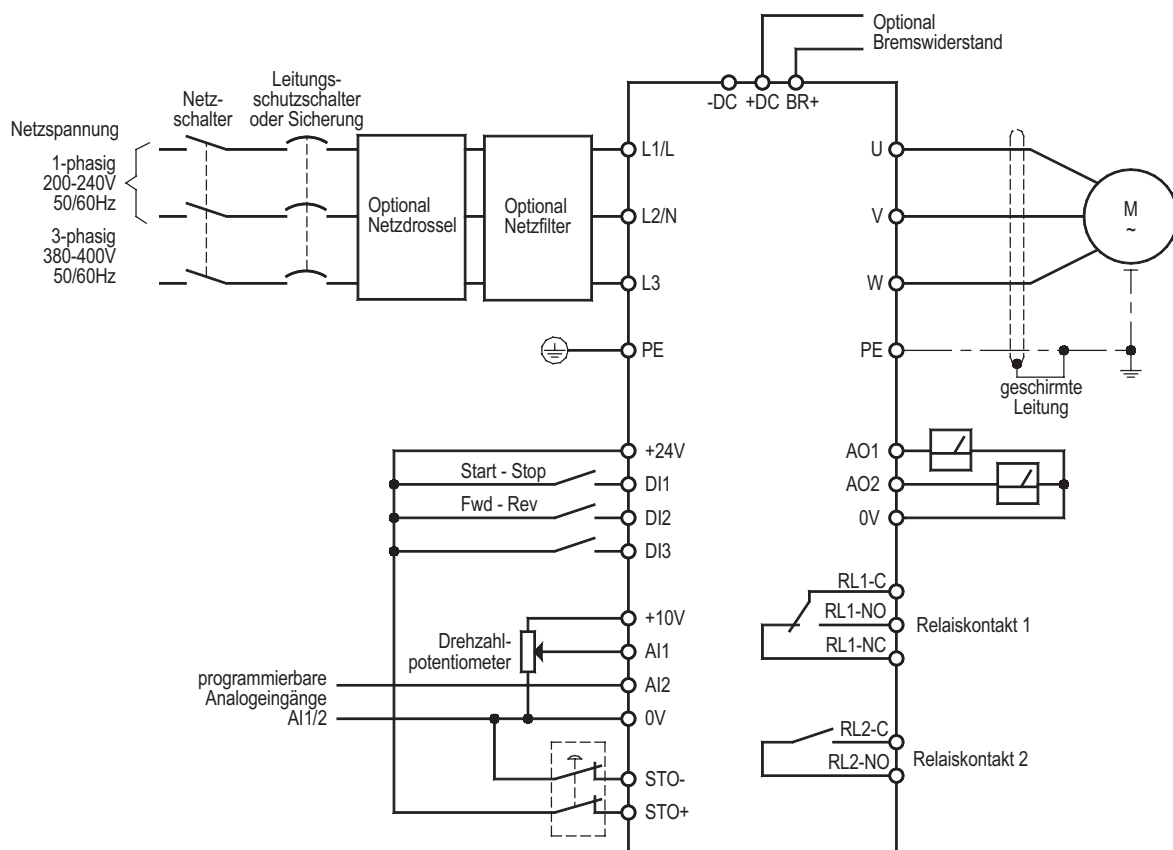 Optional
Bremswiderstand
-DC +DC BR+
Netzspannung
1-phasig
200-240V
50/60Hz
3-phasig
380-400V
50/60Hz
Netz-
schalter
Leitungs-
schutzschalter
oder Sicherung
Optional
Netzdrossel
Optional
Netzfilter
L1/L
L2/N
L3
PE
U
V
W
PE
M
~
geschirmte
Leitung
+24V
Start - Stop
DI1
Fwd - Rev
DI2
DI3
+10V
Drehzahl-
potentiometer
AI1
programmierbare
Analogeingänge
AI1/2
AI2
0V
STO-
STO+
AO1
AO2
0V
RL1-C
RL1-NO
RL1-NC
Relaiskontakt 1
RL2-C
RL2-NO
Relaiskontakt 2